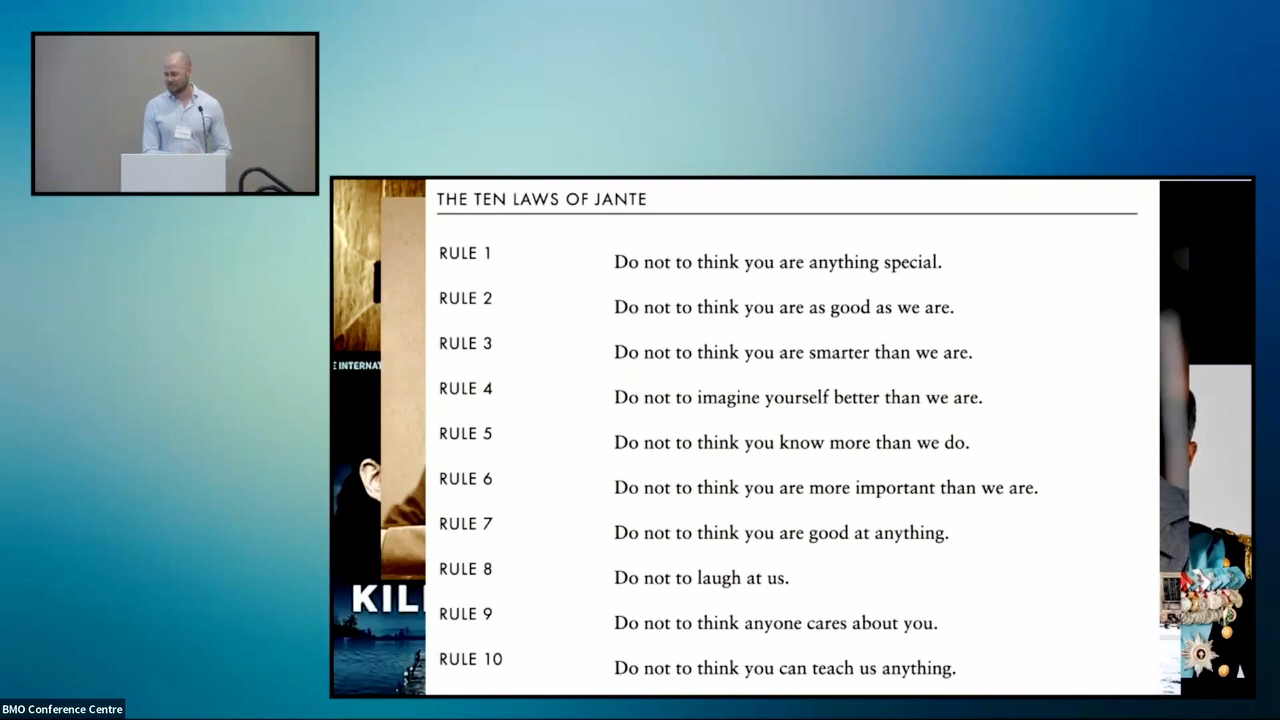 THE TEN LAWS OF JANTE
RULE 1 Do not to think you are anything special.
RULE 2 Do not to think you are as good as we are.
RULE 3 Do not to think you are smarter than we are.
RULE 4 Do not to imagine yourself better than we are.
E INTERNAT
RULE 5 Do not to think you know more than we do.
RULE 6 Do not to think you are more important than we are.
RULE 7 Do not to think you are good at anything.
RULE 8 Do not to laugh at us.
KIL
RULE 9 Do not to think anyone cares about you.
RULE 10 Do not to think you can teach us anything.
BMO Conference Centre